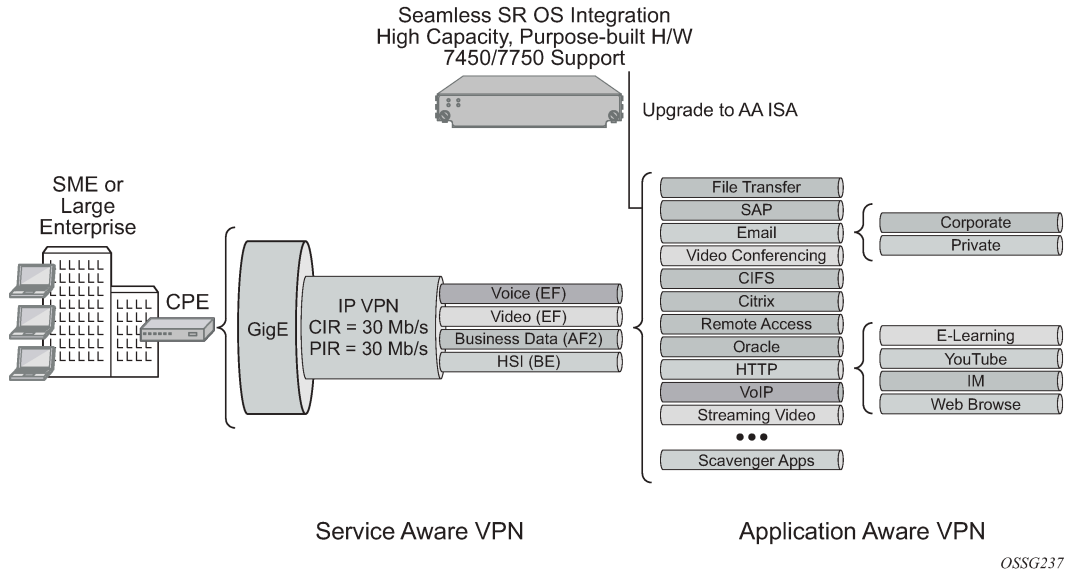 Seamless SR OS Integration
High Capacity, Purpose-built H/W
7450/7750 Support
Upgrade to AA ISA
SME or
Large
Enterprise
CPE
GigE
IP VPN
CIR = 30 Mb/s
PIR = 30 Mb/s
Voice (EF)
Video (EF)
Business Data (AF2)
HSI (BE)
File Transfer
SAP
Email
Video Conferencing
CIFS
Citrix
Remote Access
Oracle
HTTP
VoIP
Streaming Video
•••
Scavenger Apps
Corporate
Private
E-Learning
YouTube
IM
Web Browse
Service Aware VPN
Application Aware VPN
OSSG237